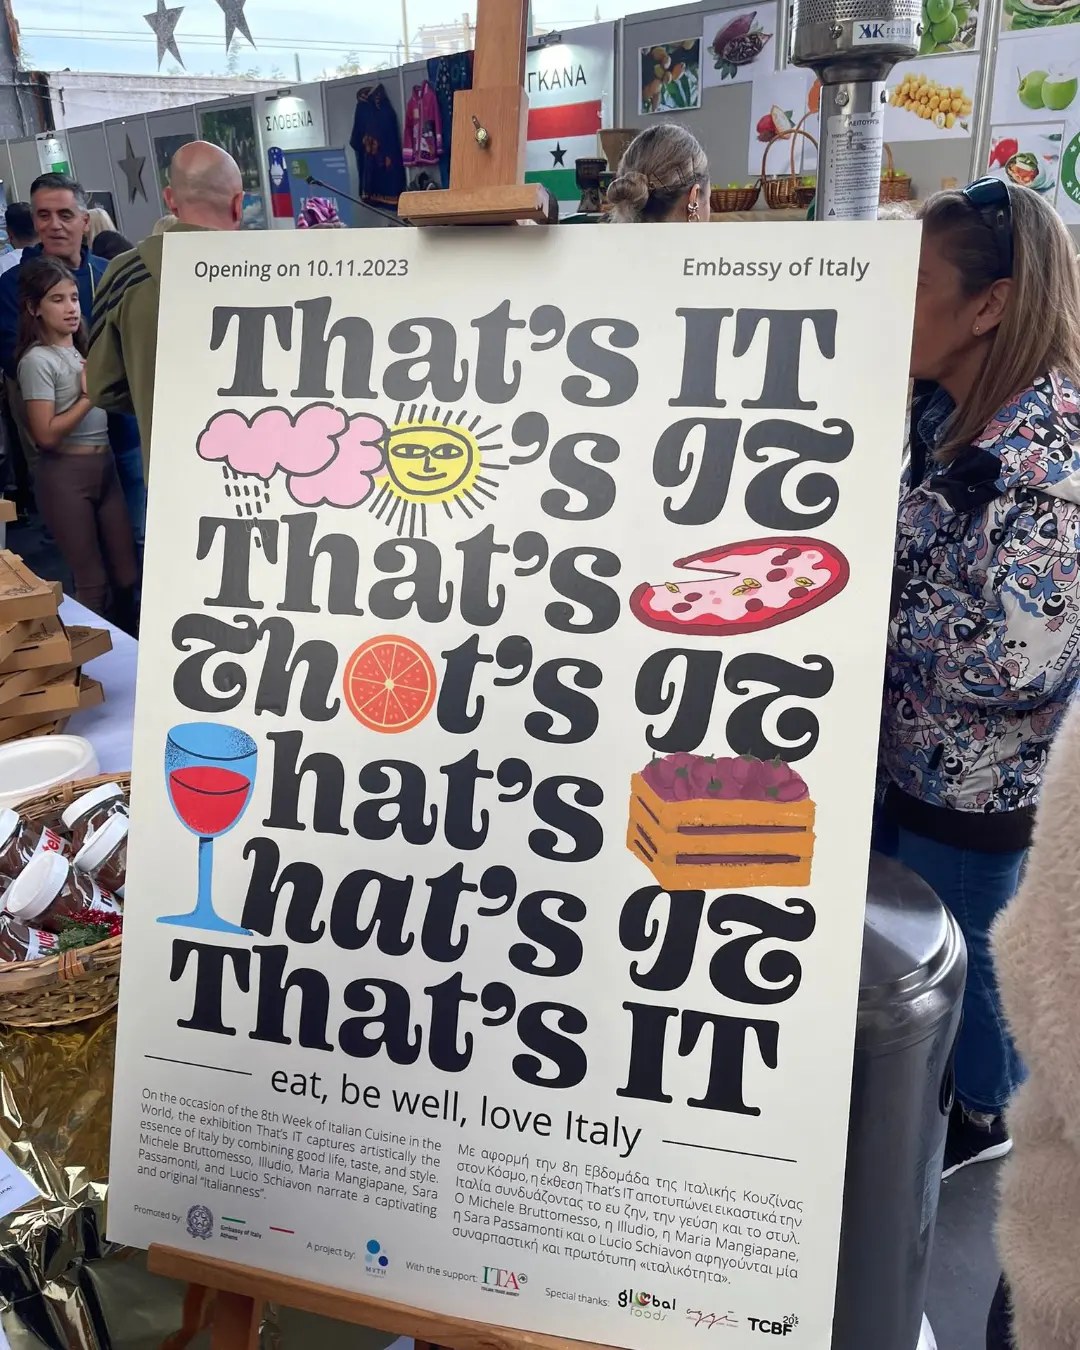 ΓΚΑΝΑ
ΣΛΟΒΕΝΙΑ
Opening on 10.11.2023
Embassy of Italy
That's IT
's IT
That's
Th t's IT
hat's
hat's IT
That's IT
eat, be well, love Italy
On the occasion of the 8th Week of Italian Cuisine in the
World, the exhibition That's IT captures artistically the
essence of Italy by combining good life, taste, and style.
Michele Bruttomesso, Illudio, Maria Mangiapane, Sara
Passamonti, and Lucio Schiavon narrate a captivating
and original "Italianness".
Με αφορμή την 8η Εβδομάδα της Ιταλικής Κουζίνας
στον Κόσμο, η έκθεση That's IT αποτυπώνει εικαστικά την
Ιταλία συνδυάζοντας το ευ ζην, την γεύση και το στυλ.
Ο Michele Bruttomesso, η Illudio, η Maria Mangiapane,
η Sara Passamonti και ο Lucio Schiavon αφηγούνται μία
συναρπαστική και πρωτότυπη «ιταλικότητα».
Promoted by:
Embassy of Italy
Athens
A project by:
MYTH
With the support:
ITA
ITALIAN TRADE AGENCY
Special thanks:
global
foods
TCBF